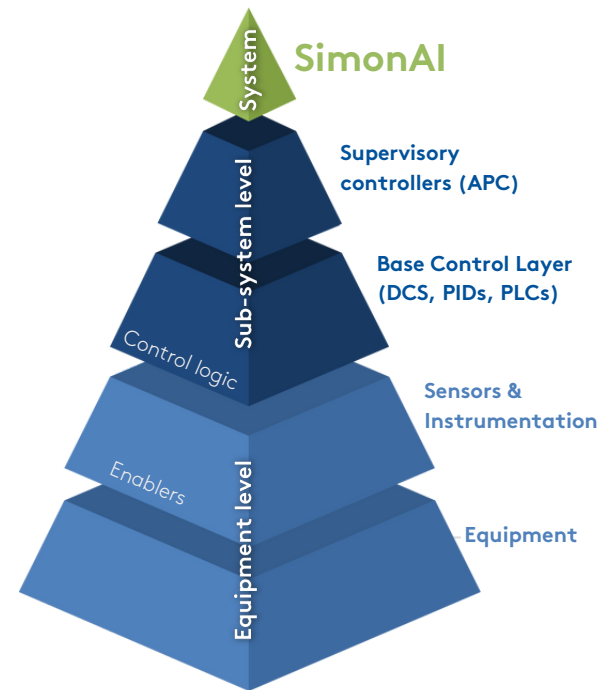 System
SimonAI
Supervisory
controllers (APC)
Sub-system level
Base Control Layer
(DCS, PIDs, PLCs)
Control logic
Sensors &
Instrumentation
Enablers
Equipment level
Equipment